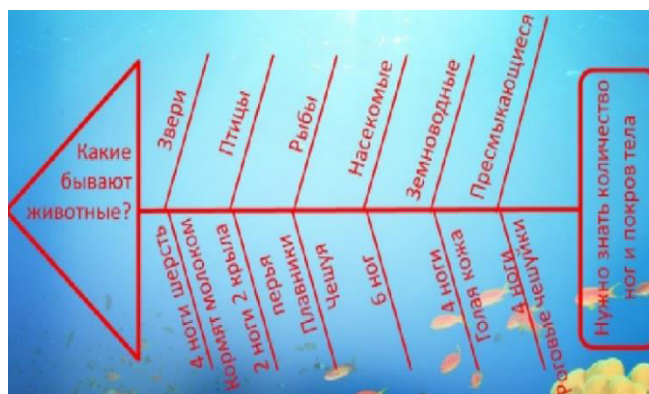 Какие
бывают
животные?
Звери
Птицы
Рыбы
Насекомые
Земноводные
Пресмыкающиеся
4 ноги шерсть
Кормят молоком
2 ноги 2 крыла
перья
Плавники
Чешуя
6 ног
4 ноги
Голая кожа
4 ноги
Роговые чешуйки
Нужно знать количество
ног и покров тела